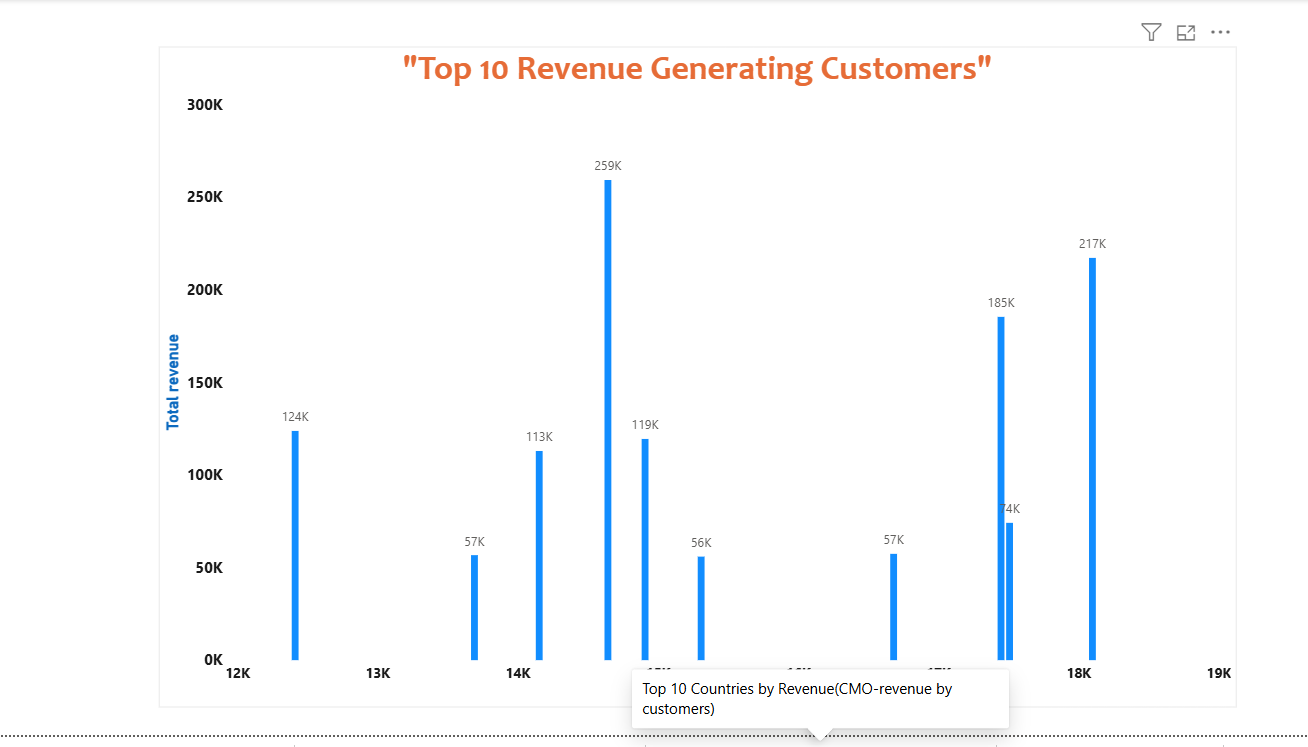 "Top 10 Revenue Generating Customers"
300K
250K
200K
150K
100K
50K
0K
Total revenue
124K
57K
113K
259K
119K
56K
57K
185K
74K
217K
12K 13K 14K 18K 19K
Top 10 Countries by Revenue(CMO-revenue by
customers)